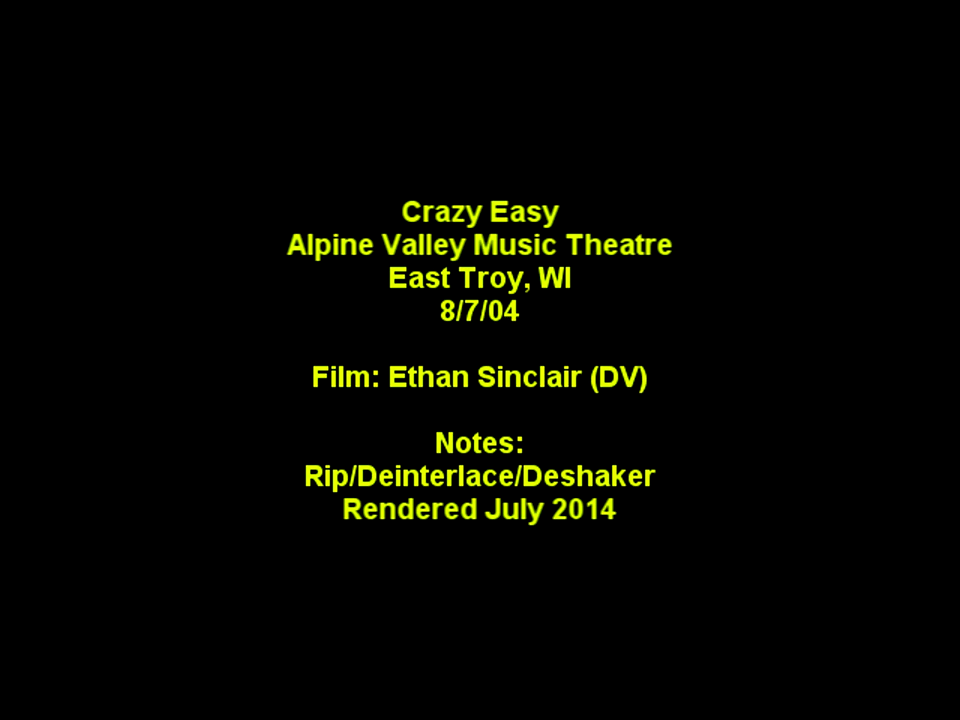 Crazy Easy
Alpine Valley Music Theatre
East Troy, WI
8/7/04
Film: Ethan Sinclair (DV)
Notes:
Rip/Deinterlace/Deshaker
Rendered July 2014